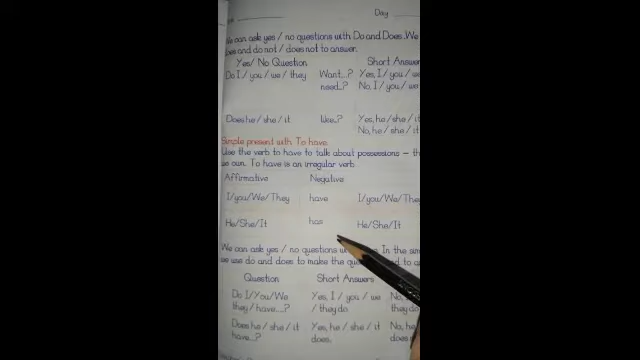 Day
We can ask yes / no questions with Do and Does. We
does and do not / does not to answer.
Yes/ No Question Short Answer
Do I / you / we / they Want...? Yes, I / you / we
need..? No, I / you / we
Does he / she / it like..? Yes, he / she / it
No, he / she / it
Simple present with To have.
Use the verb to have to talk about possessions -
we own. To have is an irregular verb
Affirmative Negative
I/you/We/They have I/you/We/They
He/She/It has He/She/It
We can ask yes / no questions In the
we use do and does to make the to
Question Short Answers
Do I/You/We Yes, I / you / we No,
they / have....? / they do. they do
Does he / she / it Yes, he / she / it No, he
have...? does. does